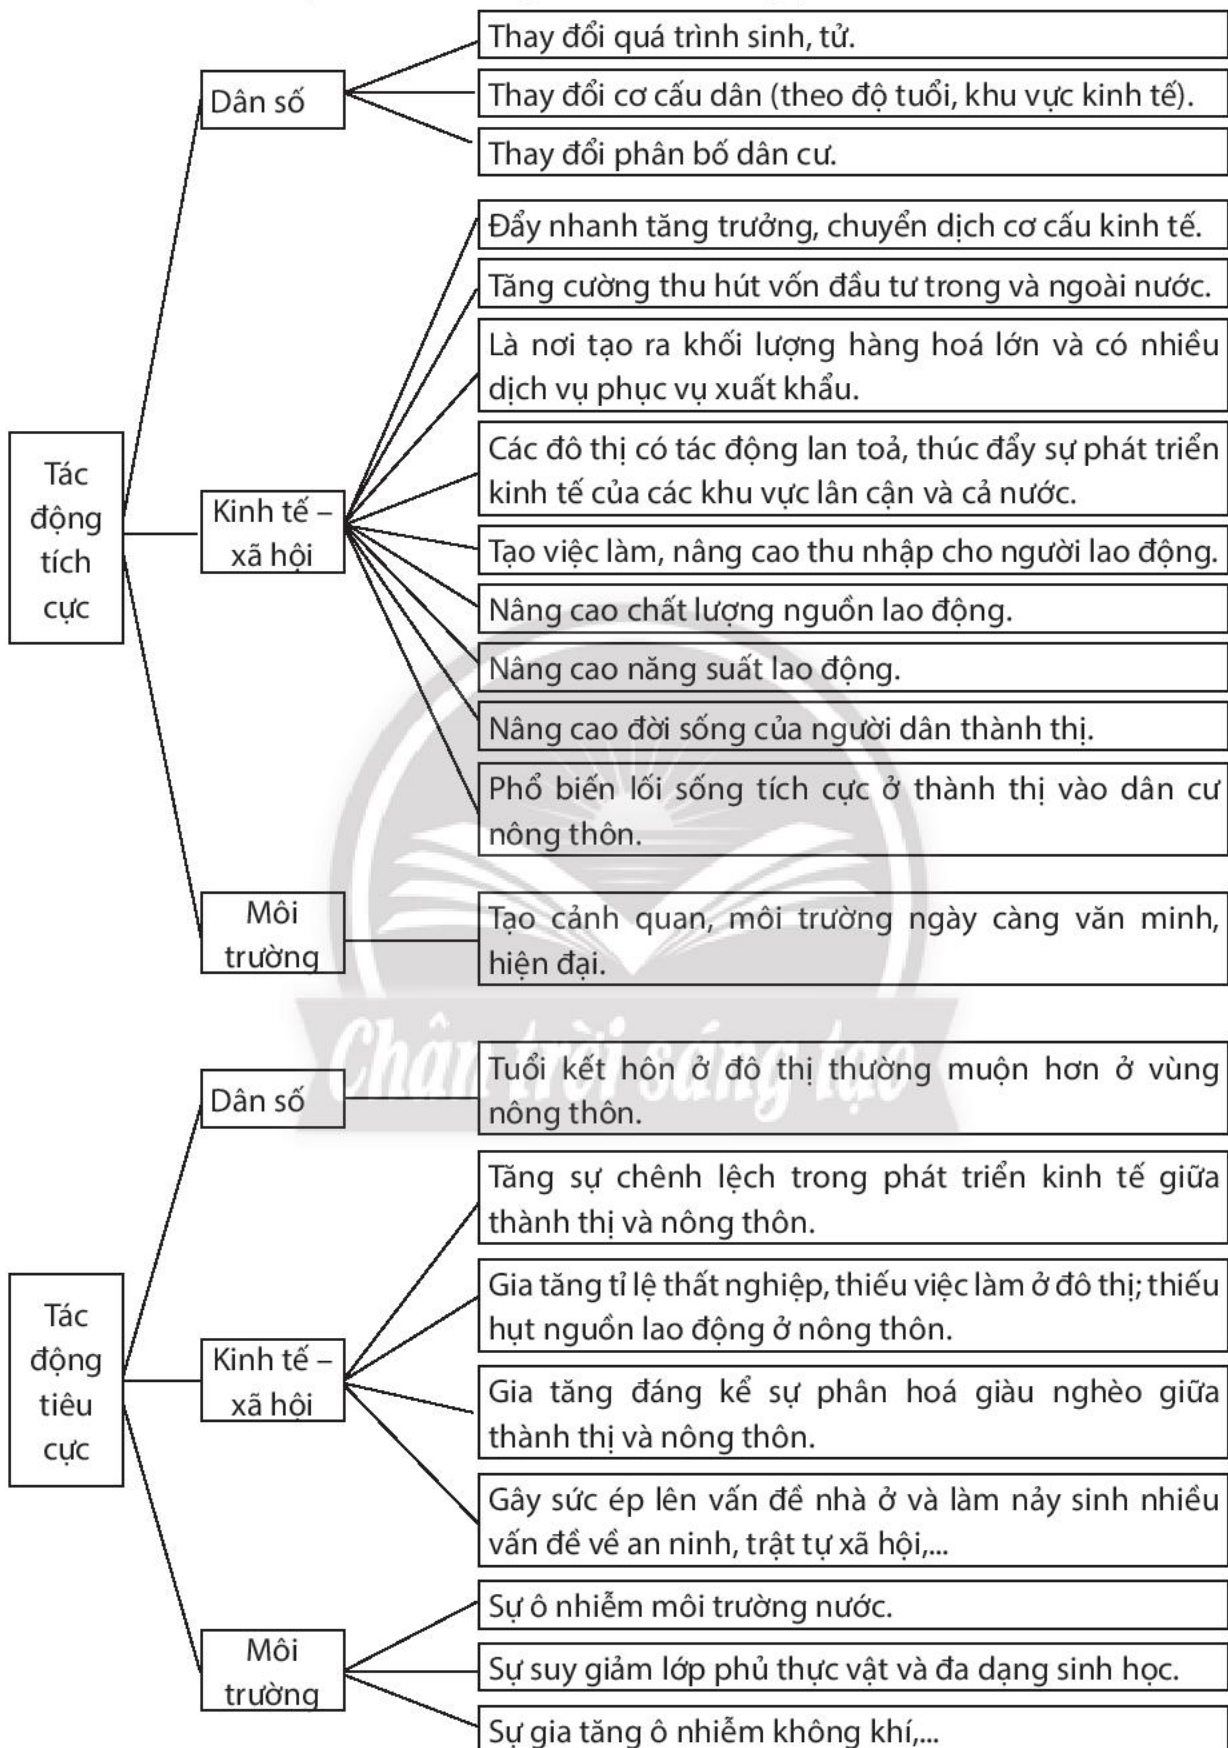 Thay đổi quá trình sinh, tử.
Dân số
Thay đổi cơ cấu dân (theo độ tuổi, khu vực kinh tế).
Thay đổi phân bố dân cư.
Đẩy nhanh tăng trưởng, chuyển dịch cơ cấu kinh tế.
Tăng cường thu hút vốn đầu tư trong và ngoài nước.
Là nơi tạo ra khối lượng hàng hoá lớn và có nhiều
dịch vụ phục vụ xuất khẩu.
Tác
động
tích
cực
Kinh tế –
xã hội
Các đô thị có tác động lan toả, thúc đẩy sự phát triển
kinh tế của các khu vực lân cận và cả nước.
Tạo việc làm, nâng cao thu nhập cho người lao động.
Nâng cao chất lượng nguồn lao động.
Nâng cao năng suất lao động.
Nâng cao đời sống của người dân thành thị.
Phổ biến lối sống tích cực ở thành thị vào dân cư
nông thôn.
Môi
trường
Tạo cảnh quan, môi trường ngày càng văn minh,
hiện đại.
Chân trời sáng tạo
Dân số
Tuổi kết hôn ở đô thị thường muộn hơn ở vùng
nông thôn.
Tăng sự chênh lệch trong phát triển kinh tế giữa
thành thị và nông thôn.
Tác
động
tiêu
cực
Kinh tế –
xã hội
Gia tăng tỉ lệ thất nghiệp, thiếu việc làm ở đô thị; thiếu
hụt nguồn lao động ở nông thôn.
Gia tăng đáng kể sự phân hoá giàu nghèo giữa
thành thị và nông thôn.
Gây sức ép lên vấn đề nhà ở và làm nảy sinh nhiều
vấn đề về an ninh, trật tự xã hội,...
Môi
trường
Sự ô nhiễm môi trường nước.
Sự suy giảm lớp phủ thực vật và đa dạng sinh học.
Sự gia tăng ô nhiễm không khí,...